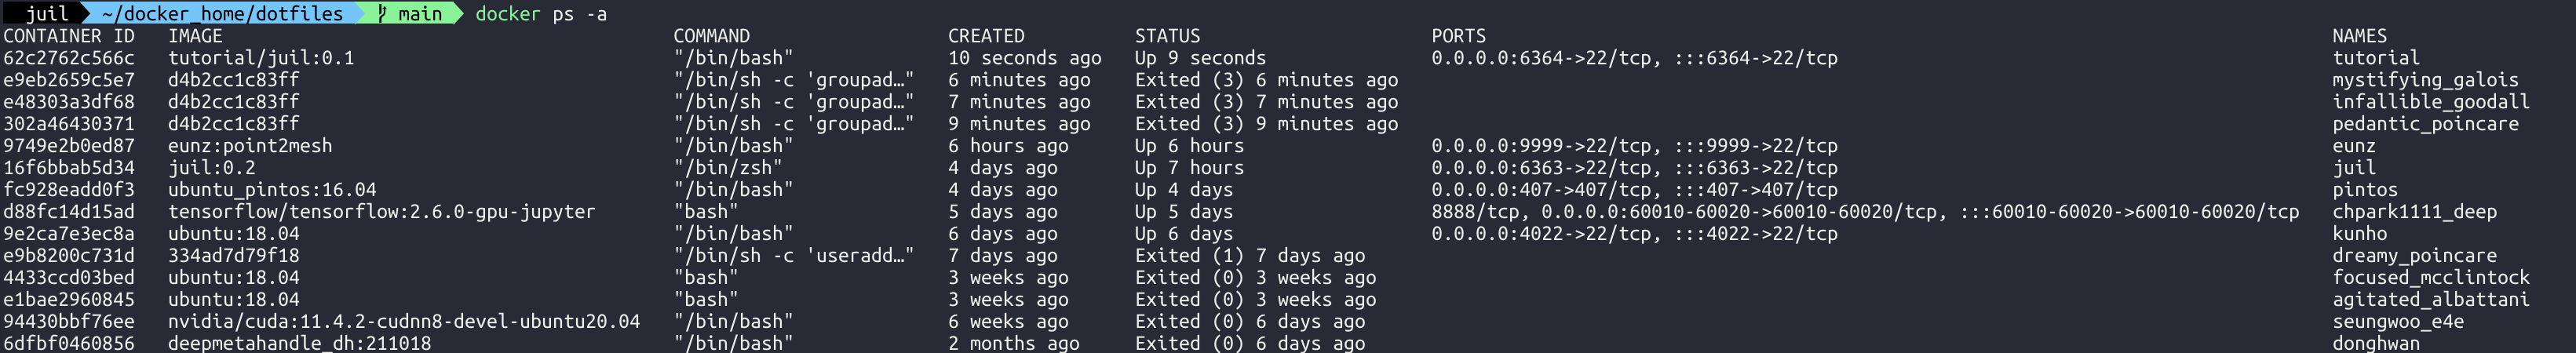 juil ~/docker_home/dotfiles main docker ps -a
CONTAINER ID IMAGE COMMAND CREATED STATUS PORTS NAMES
62c2762c566c tutorial/juil:0.1 "/bin/bash" 10 seconds ago Up 9 seconds 0.0.0.0:6364->22/tcp, :::6364->22/tcp tutorial
e9eb2659c5e7 d4b2cc1c83ff "/bin/sh -c 'groupad…" 6 minutes ago Exited (3) 6 minutes ago mystifying_galois
e48303a3df68 d4b2cc1c83ff "/bin/sh -c 'groupad…" 7 minutes ago Exited (3) 7 minutes ago infallible_goodall
302a46430371 d4b2cc1c83ff "/bin/sh -c 'groupad…" 9 minutes ago Exited (3) 9 minutes ago pedantic_poincare
9749e2b0ed87 eunz:point2mesh "/bin/bash" 6 hours ago Up 6 hours 0.0.0.0:9999->22/tcp, :::9999->22/tcp eunz
16f6bbab5d34 juil:0.2 "/bin/zsh" 4 days ago Up 7 hours 0.0.0.0:6363->22/tcp, :::6363->22/tcp juil
fc928eadd0f3 ubuntu_pintos:16.04 "/bin/bash" 4 days ago Up 4 days 0.0.0.0:407->407/tcp, :::407->407/tcp pintos
d88fc14d15ad tensorflow/tensorflow:2.6.0-gpu-jupyter "bash" 5 days ago Up 5 days 8888/tcp, 0.0.0.0:60010-60020->60010-60020/tcp, :::60010-60020->60010-60020/tcp chpark1111_deep
9e2ca7e3ec8a ubuntu:18.04 "/bin/bash" 6 days ago Up 6 days 0.0.0.0:4022->22/tcp, :::4022->22/tcp kunho
e9b8200c731d 334ad7d79f18 "/bin/sh -c 'useradd…" 7 days ago Exited (1) 7 days ago dreamy_poincare
4433ccd03bed ubuntu:18.04 "bash" 3 weeks ago Exited (0) 3 weeks ago focused_mcclintock
e1bae2960845 ubuntu:18.04 "bash" 3 weeks ago Exited (0) 3 weeks ago agitated_albattani
94430bbf76ee nvidia/cuda:11.4.2-cudnn8-devel-ubuntu20.04 "/bin/bash" 6 weeks ago Exited (0) 6 days ago seungwoo_e4e
6dfbf0460856 deepmetahandle_dh:211018 "/bin/bash" 2 months ago Exited (0) 6 days ago donghwan